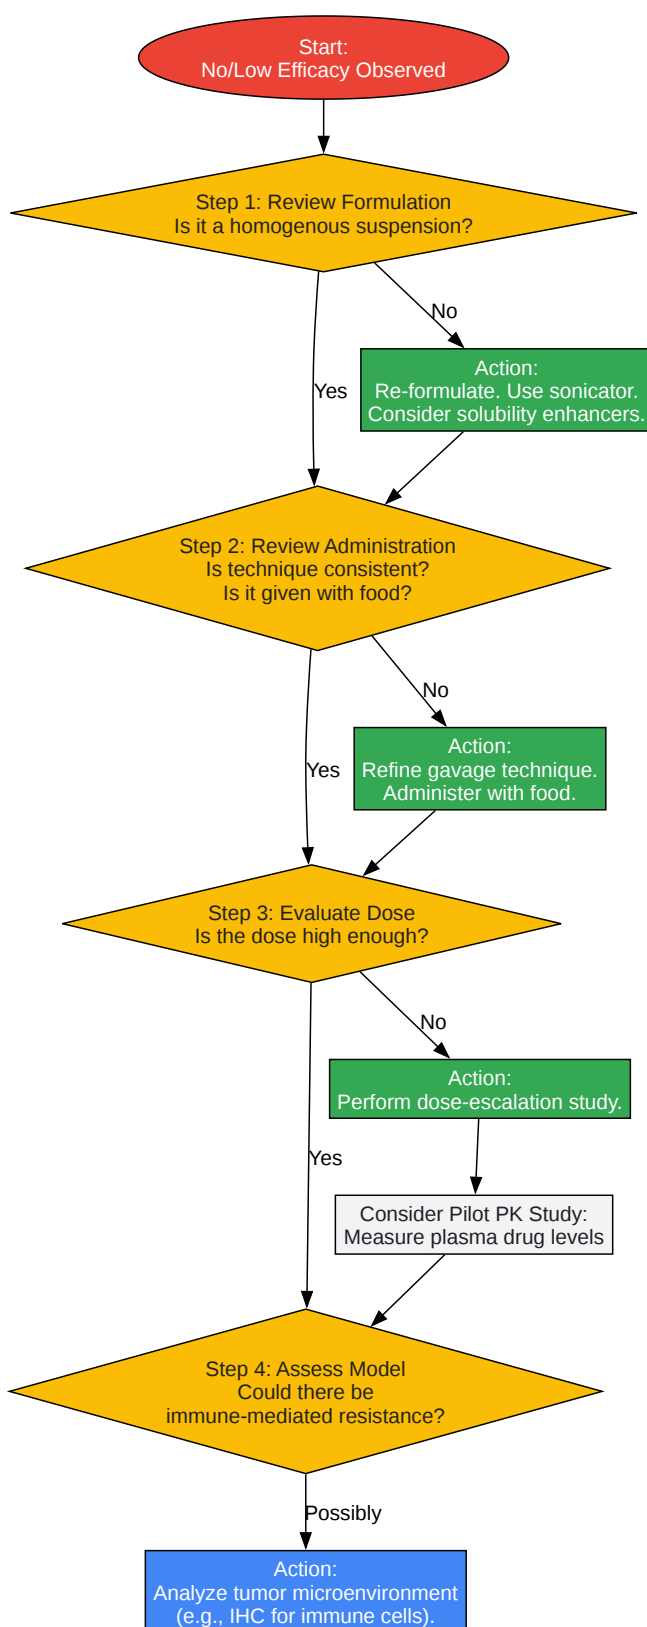 Start:
No/Low Efficacy Observed
Step 1: Review Formulation
Is it a homogenous suspension?
No
Action:
Re-formulate. Use sonicator.
Consider solubility enhancers.
Yes
Step 2: Review Administration
Is technique consistent?
Is it given with food?
No
Action:
Refine gavage technique.
Administer with food.
Yes
Step 3: Evaluate Dose
Is the dose high enough?
No
Action:
Perform dose-escalation study.
Yes
Consider Pilot PK Study:
Measure plasma drug levels
Step 4: Assess Model
Could there be
immune-mediated resistance?
Possibly
Action:
Analyze tumor microenvironment
(e.g., IHC for immune cells).